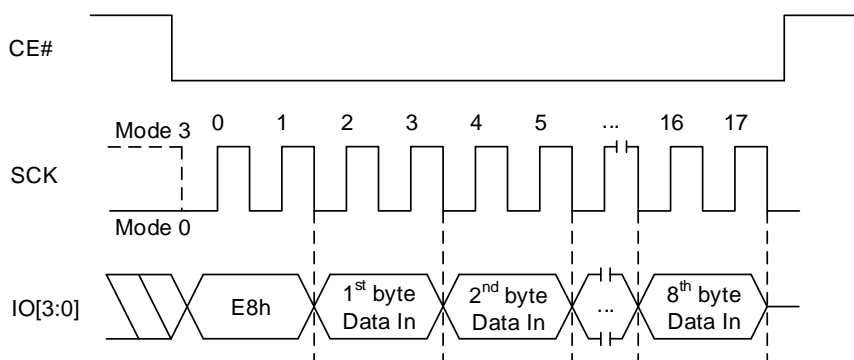 CE#
Mode 3 0 1 2 3 4 5 ... 16 17
SCK
Mode 0
IO[3:0] E8h 1st byte Data In 2nd byte Data In ... 8th byte Data In